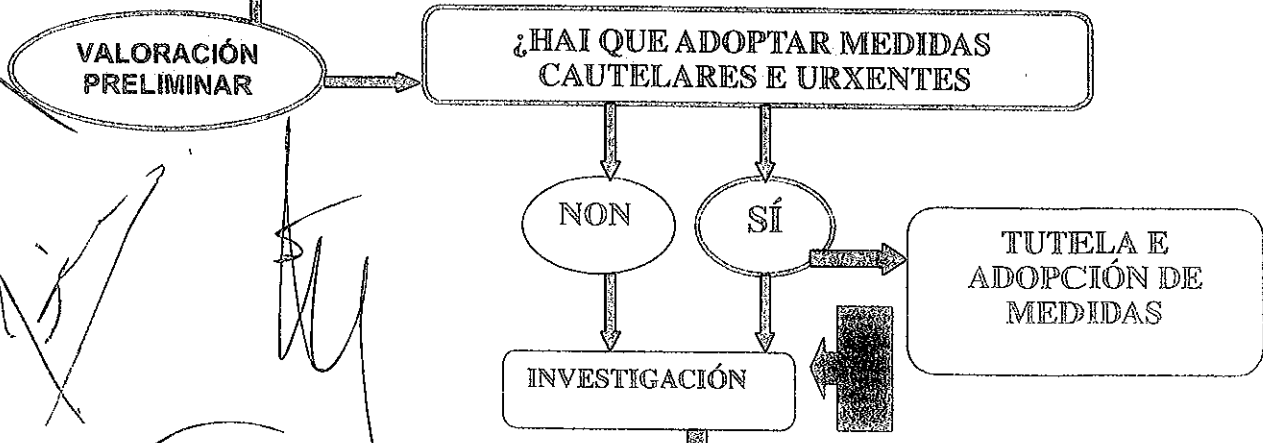 VALORACIÓN
PRELIMINAR
¿HAI QUE ADOPTAR MEDIDAS
CAUTELARES E URXENTES
NON
SÍ
TUTELA E
ADOPCIÓN DE
MEDIDAS
INVESTIGACIÓN